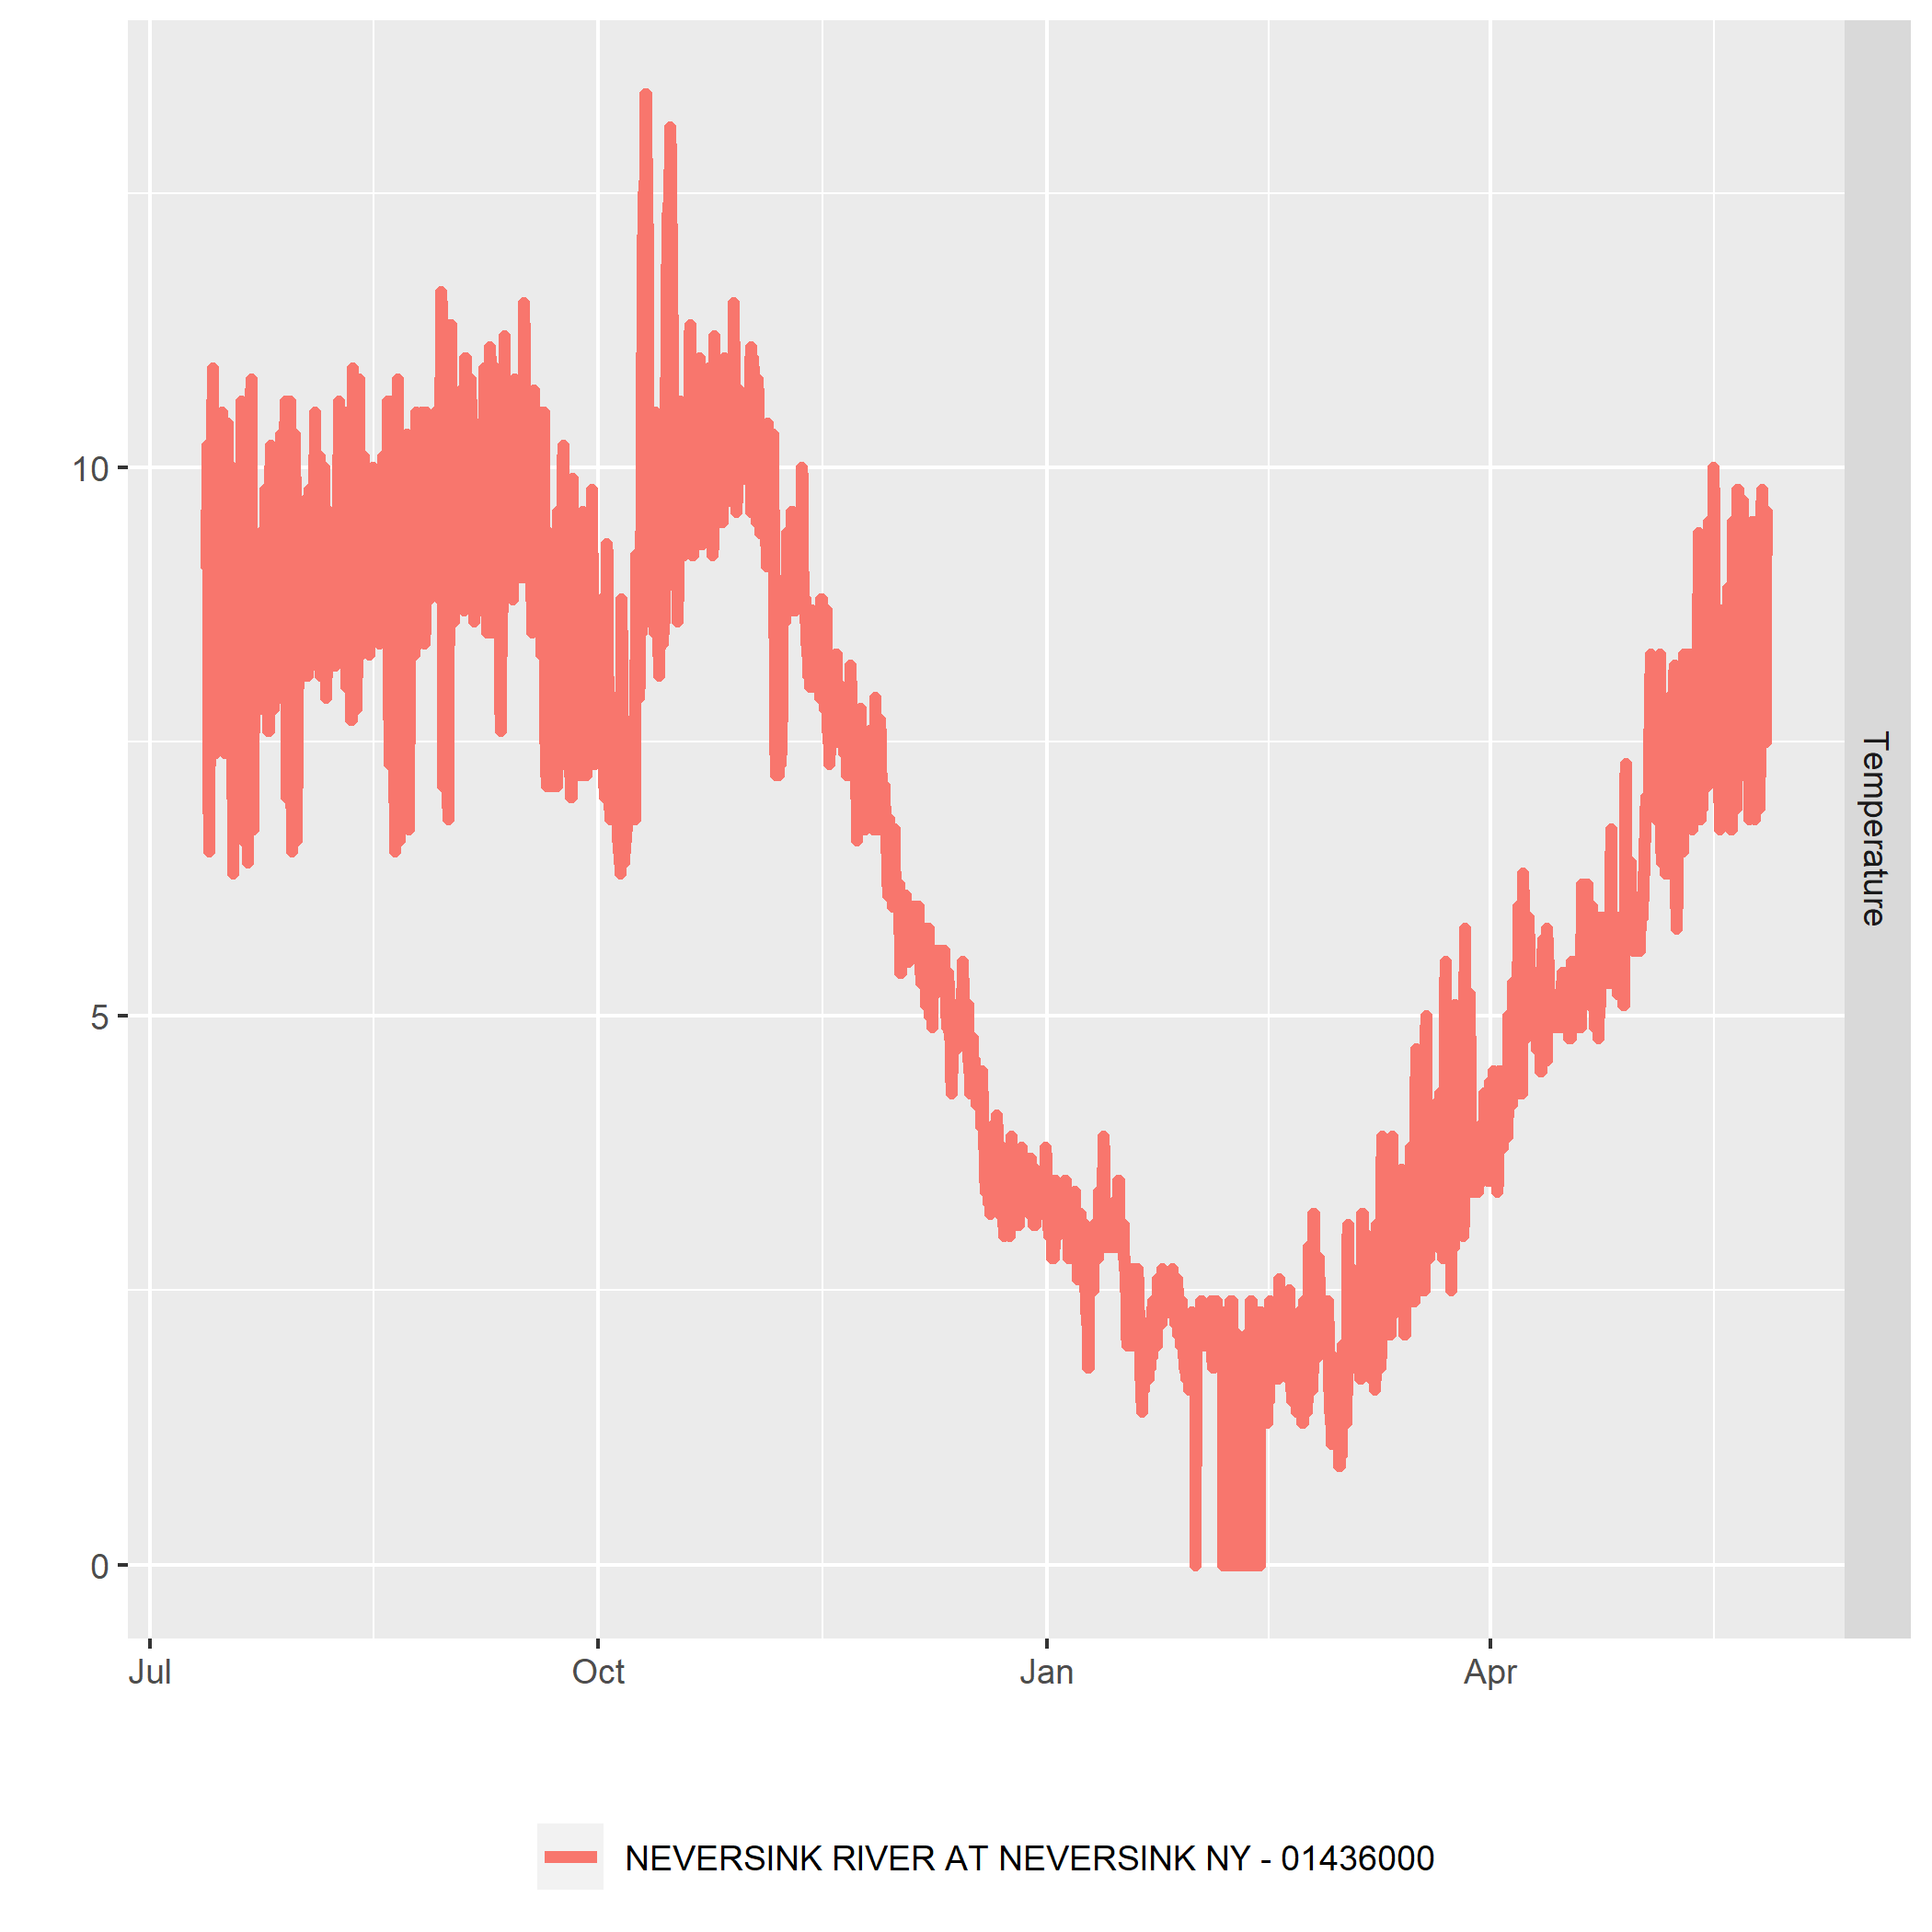 10
5
0
Jul Oct Jan Apr
Temperature
NEVERSINK RIVER AT NEVERSINK NY - 01436000